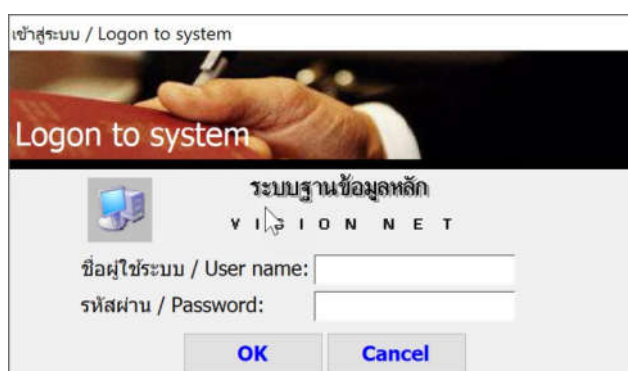 เข้าสู่ระบบ / Logon to system
Logon to system
ระบบฐานข้อมูลหลัก
VISION NET
ชื่อผู้ใช้ระบบ / User name:
รหัสผ่าน / Password:
OK Cancel